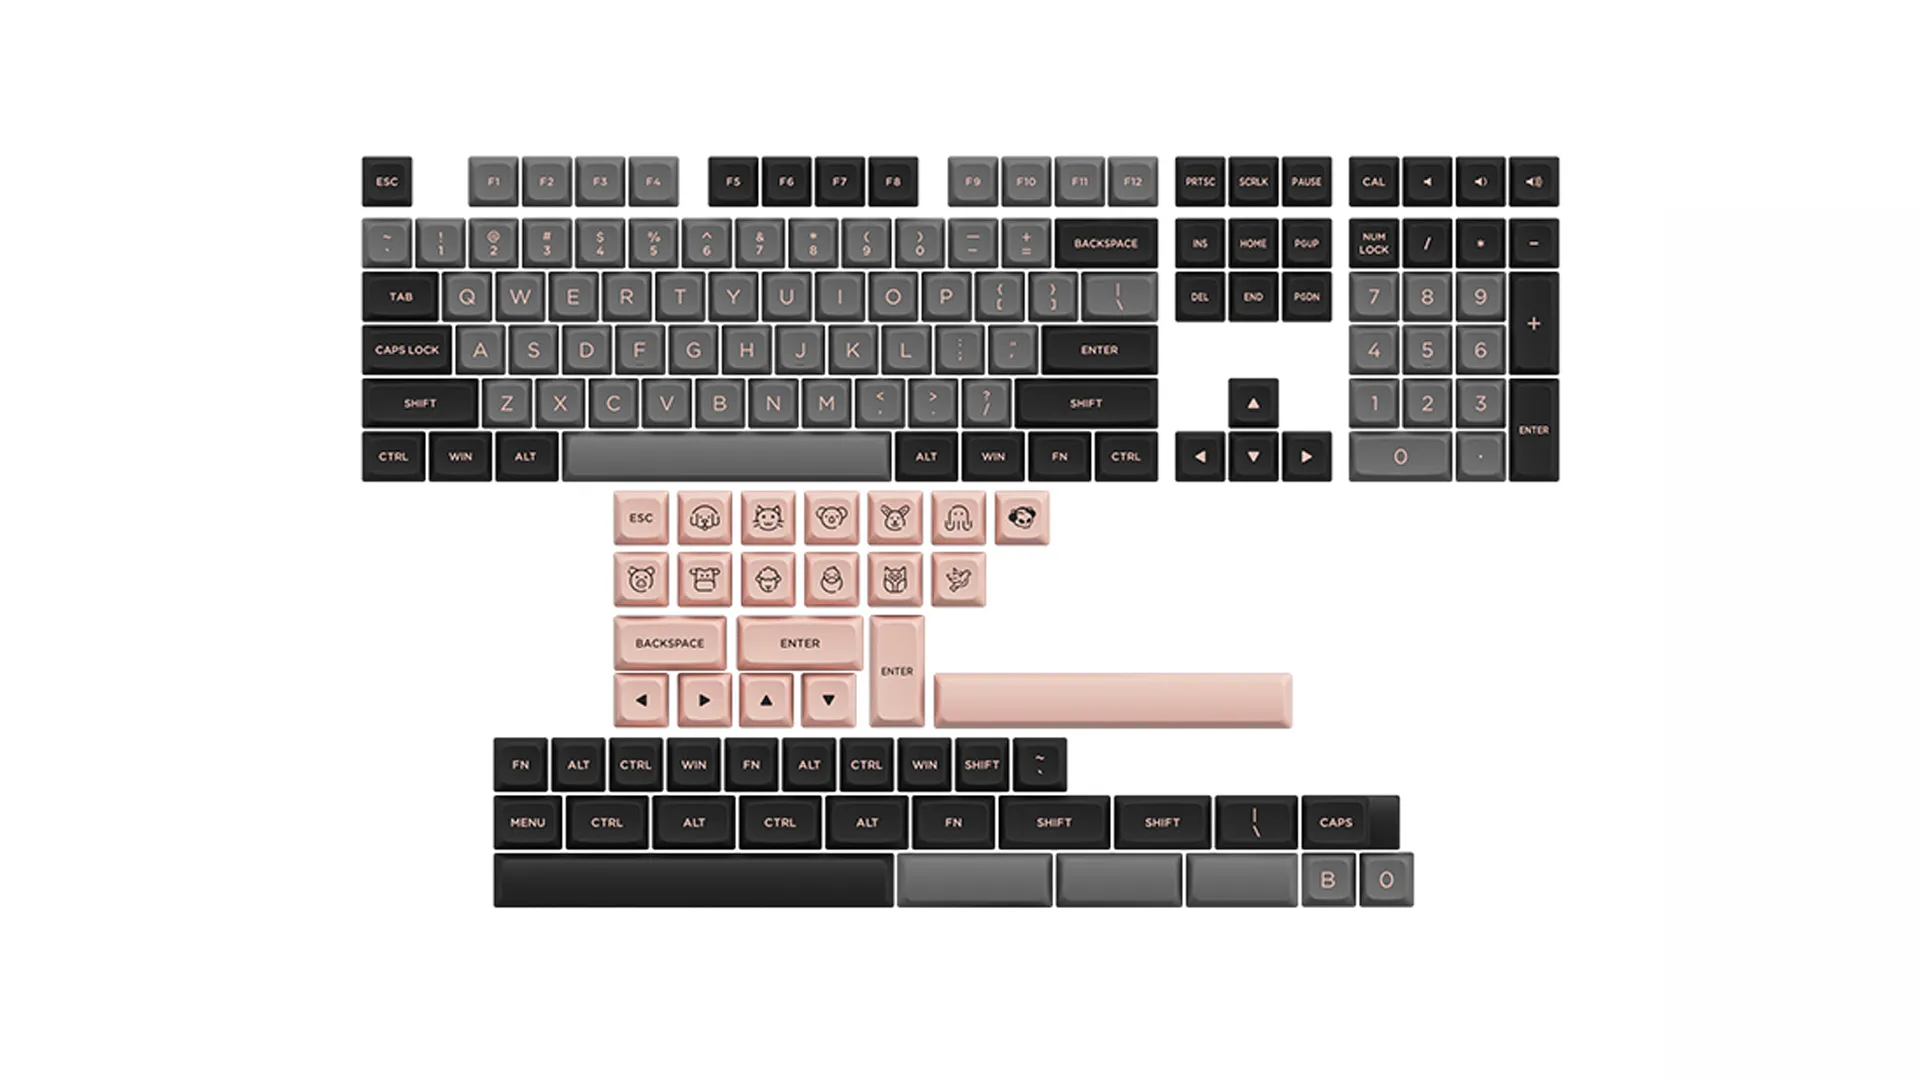 ESC F1 F2 F3 F4 F5 F6 F7 F8 F9 F10 F11 F12 PRTSC SCRLK PAUSE CAL
~ ! @ # $ % ^ & * ( ) — +
` 1 2 3 4 5 6 7 8 9 0 - = BACKSPACE INS HOME PGUP NUM LOCK / * -
TAB Q W E R T Y U I O P { [ } ] | \ DEL END PGDN 7 8 9 +
CAPS LOCK A S D F G H J K L : ; " ' ENTER 4 5 6
SHIFT Z X C V B N M < , > . ? / SHIFT ▲ 1 2 3 ENTER
CTRL WIN ALT ALT WIN FN CTRL ◀ ▼ ▶ 0 .
ESC
BACKSPACE ENTER ENTER
◀ ▶ ▲ ▼
FN ALT CTRL WIN FN ALT CTRL WIN SHIFT ~ `
MENU CTRL ALT CTRL ALT FN SHIFT SHIFT | \ CAPS
B O